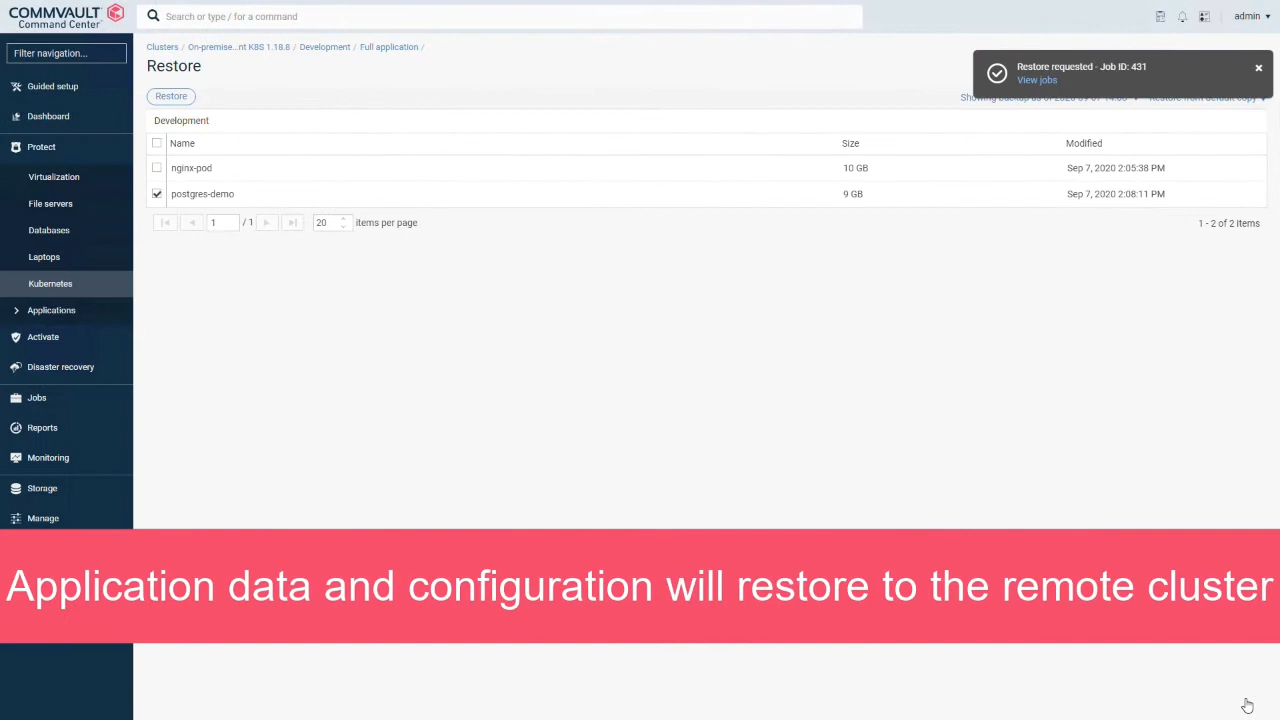 COMMVAULT
Command Center
Search or type / for a command
admin
Filter navigation...
Guided setup
Dashboard
Protect
Virtualization
File servers
Databases
Laptops
Kubernetes
Applications
Activate
Disaster recovery
Jobs
Reports
Monitoring
Storage
Manage
Clusters / On-premise...nt K8S 1.18.8 / Development / Full application /
Restore
Restore requested - Job ID: 431
View jobs
Restore
Development
Name Size Modified
nginx-pod 10 GB Sep 7, 2020 2:05:38 PM
postgres-demo 9 GB Sep 7, 2020 2:08:11 PM
1 / 1 20 items per page 1 - 2 of 2 items
Application data and configuration will restore to the remote cluster